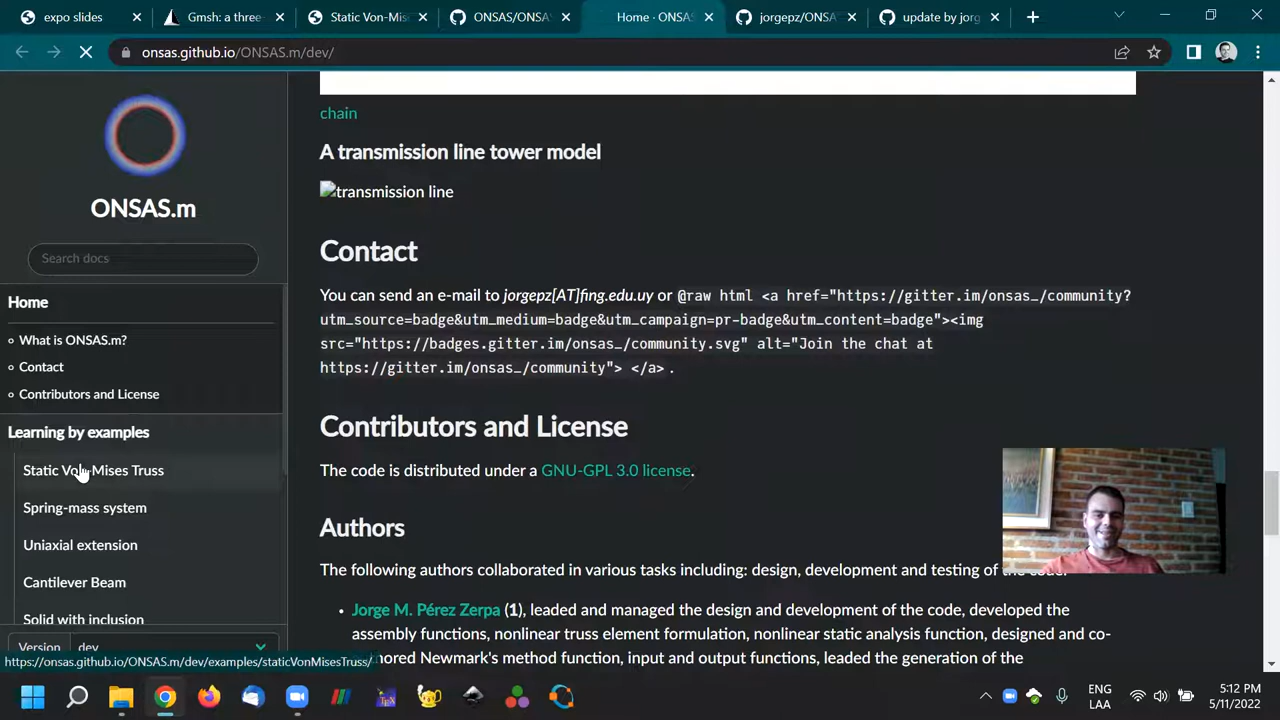 expo slides
Gmsh: a three
Static Von-Mis
ONSAS/ONSA
Home · ONSAS
jorgepz/ONSA
update by jorg
onsas.github.io/ONSAS.m/dev/
ONSAS.m
Search docs
Home
What is ONSAS.m?
Contact
Contributors and License
Learning by examples
Static Von-Mises Truss
Spring-mass system
Uniaxial extension
Cantilever Beam
Solid with inclusion
Version dev
https://onsas.github.io/ONSAS.m/dev/examples/staticVonMisesTruss/
chain
A transmission line tower model
transmission line
Contact
You can send an e-mail to jorgepz[AT]fing.edu.uy or @raw html <a href="https://gitter.im/onsas_/community?
utm_source=badge&utm_medium=badge&utm_campaign=pr-badge&utm_content=badge"><img
src="https://badges.gitter.im/onsas_/community.svg" alt="Join the chat at
https://gitter.im/onsas_/community"> </a> .
Contributors and License
The code is distributed under a GNU-GPL 3.0 license.
Authors
The following authors collaborated in various tasks including: design, development and testing of the code.
• Jorge M. Pérez Zerpa (1), leaded and managed the design and development of the code, developed the
assembly functions, nonlinear truss element formulation, nonlinear static analysis function, designed and co-
authored Newmark's method function, input and output functions, leaded the generation of the
ENG
LAA
5:12 PM
5/11/2022